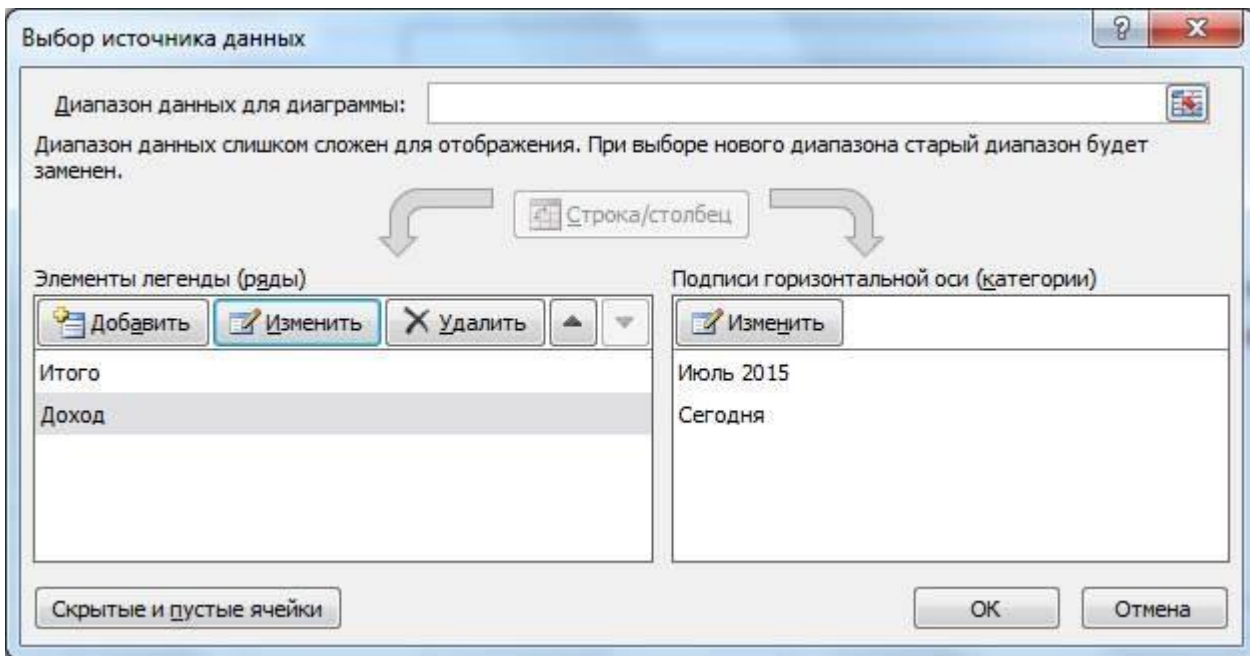 Выбор источника данных
Диапазон данных для диаграммы:
Диапазон данных слишком сложен для отображения. При выборе нового диапазона старый диапазон будет
заменен.
Строка/столбец
Элементы легенды (ряды)
Подписи горизонтальной оси (категории)
Добавить
Изменить
Удалить
Изменить
Итого
Доход
Июль 2015
Сегодня
Скрытые и пустые ячейки
ОК
Отмена